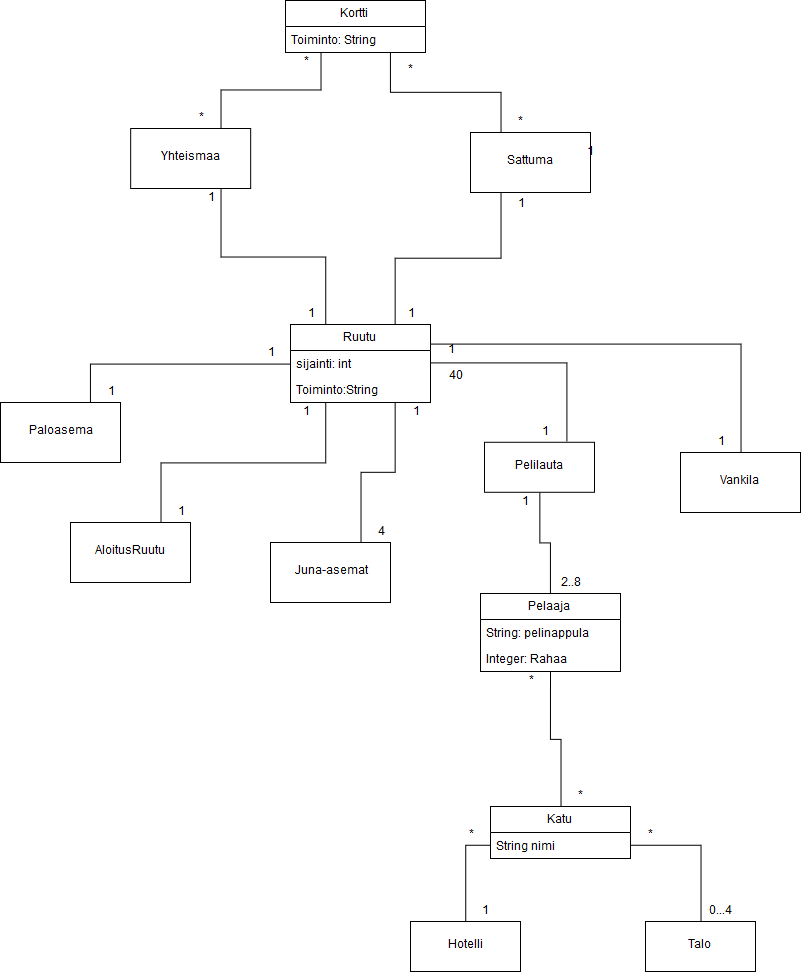 Kortti
Toiminto: String
*
*
*
*
Yhteismaa
Sattuma
1
1
1
1
1
Ruutu
sijainti: int
Toiminto:String
1
1
40
1
1
Paloasema
1
1
1
Pelilauta
1
Vankila
1
AloitusRuutu
4
Juna-asemat
1
2..8
Pelaaja
String: pelinappula
Integer: Rahaa
*
*
Katu
String nimi
*
*
1
0...4
Hotelli
Talo